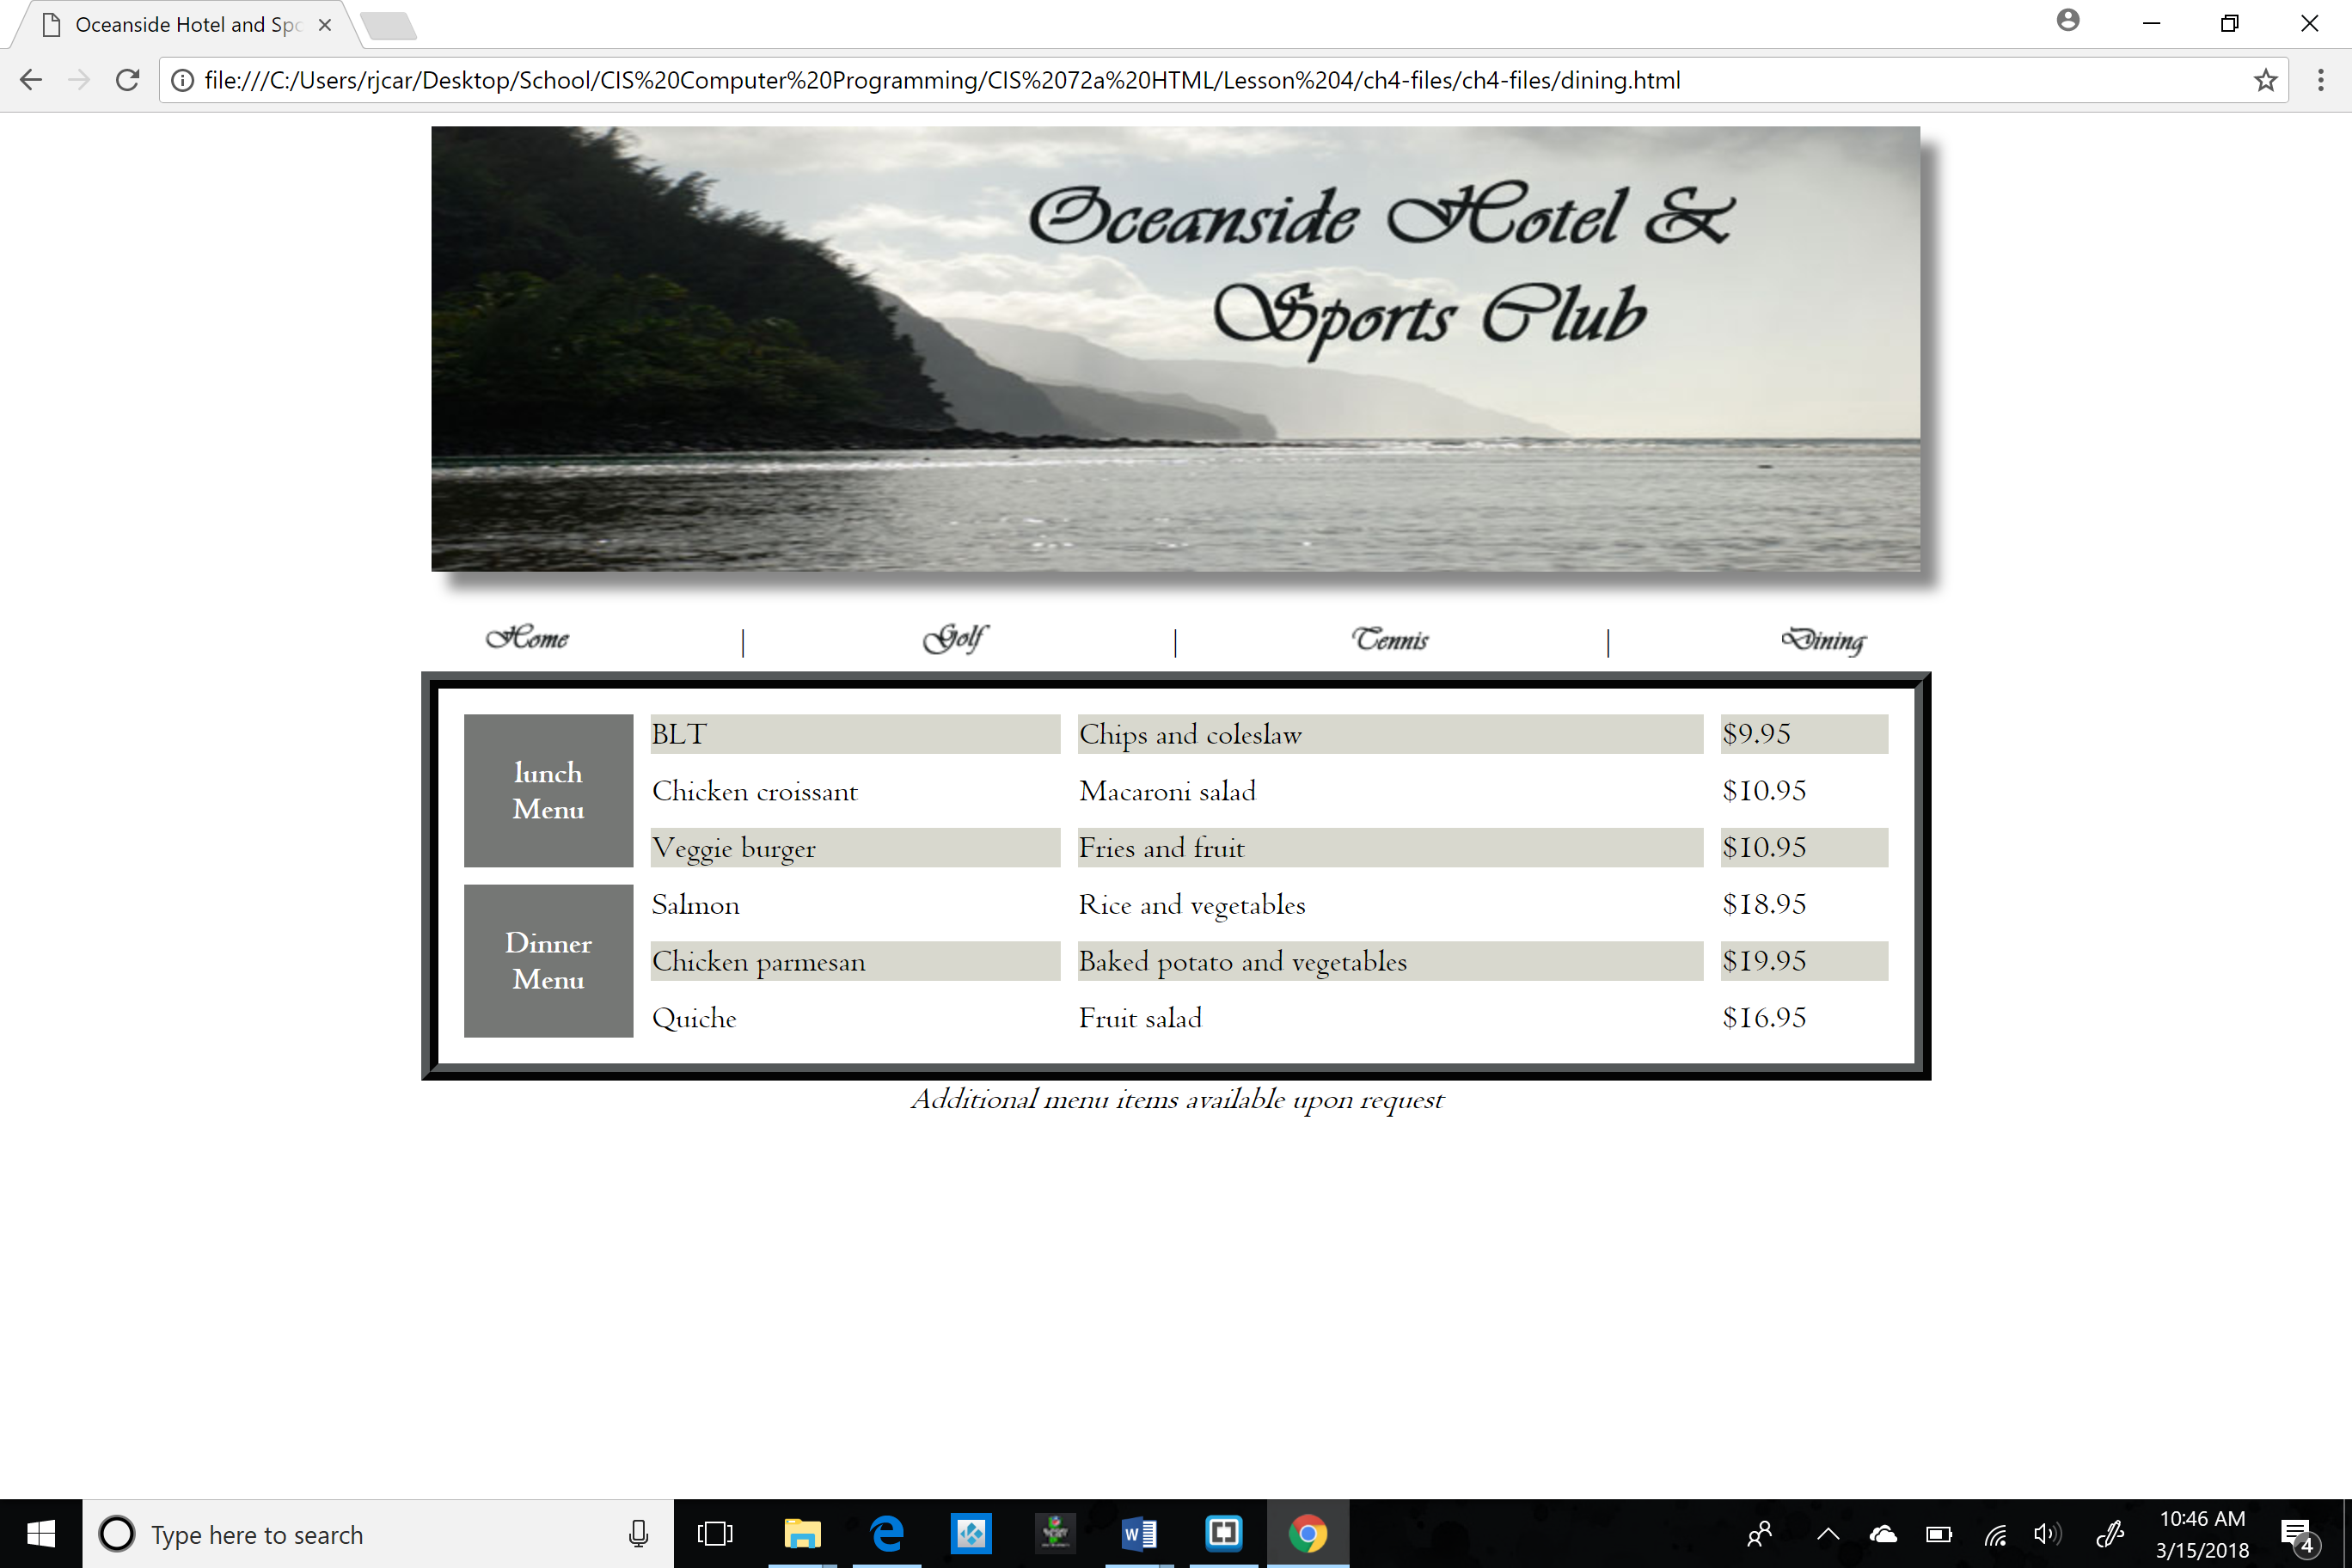 Oceanside Hotel and Spo
file:///C:/Users/rjcar/Desktop/School/CIS%20Computer%20Programming/CIS%2072a%20HTML/Lesson%204/ch4-files/ch4-files/dining.html
Oceanside Hotel &
Sports Club
Home | Golf | Tennis | Dining
lunch
Menu
BLT Chips and coleslaw $9.95
Chicken croissant Macaroni salad $10.95
Veggie burger Fries and fruit $10.95
Dinner
Menu
Salmon Rice and vegetables $18.95
Chicken parmesan Baked potato and vegetables $19.95
Quiche Fruit salad $16.95
Additional menu items available upon request
Type here to search
10:46 AM
3/15/2018
4